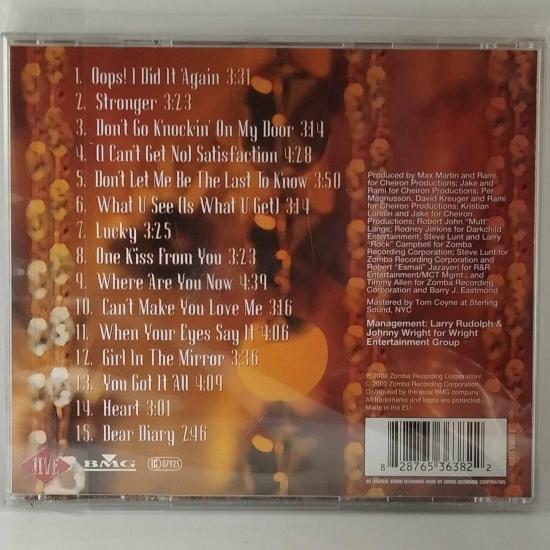 1. Oops! I Did It Again 3:31
2. Stronger 3:23
3. Don't Go Knockin' On My Door 3:14
4. (I Can't Get No) Satisfaction 4:28
5. Don't Let Me Be The Last To Know 3:50
6. What U See (Is What U Get) 3:14
7. Lucky 3:25
8. One Kiss From You 3:23
9. Where Are You Now 4:39
10. Can't Make You Love Me 3:16
11. When Your Eyes Say It 4:06
12. Girl In The Mirror 3:36
13. You Got It All 4:09
14. Heart 3:01
15. Dear Diary 2:46
JIVE
BMG
LC 07925
Produced by Max Martin and Rami
for Cheiron Productions; Jake and
Rami for Cheiron Productions; Per
Magnusson, David Kreuger and Rami
for Cheiron Productions; Kristian
Lundin and Jake for Cheiron
Productions; Robert John "Mutt"
Lange; Rodney Jerkins for Darkchild
Entertainment; Steve Lunt and Larry
"Rock" Campbell for Zomba
Recording Corporation; Steve Lunt for
Zomba Recording Corporation and
Robert "Esmail" Jazayeri for R&R
Entertainment/MCT Mgmt.; and
Timmy Allen for Zomba Recording
Corporation and Barry J. Eastmond
Mastered by Tom Coyne at Sterling
Sound, NYC
Management: Larry Rudolph &
Johnny Wright for Wright
Entertainment Group
℗ 2000 Zomba Recording Corporation/
© 2000 Zomba Recording Corporation.
Distributed by the local BMG company.
All trademarks and logos are protected.
Made in the EU.
8 28765 36382 2
AN ORIGINAL SOUND RECORDING MADE BY ZOMBA RECORDING CORPORATION